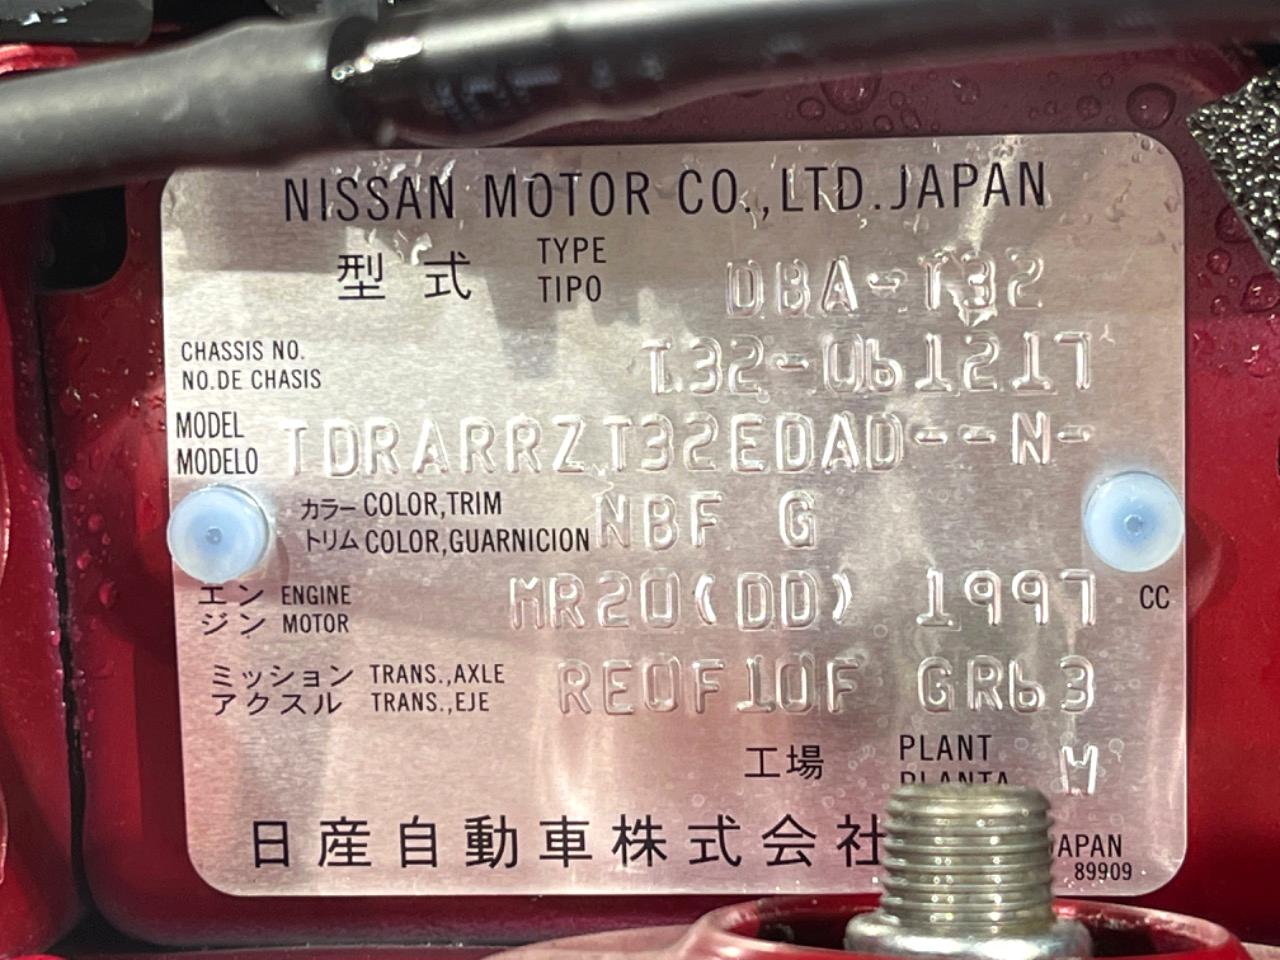 NISSAN MOTOR CO.,LTD.JAPAN
型式 TYPE DBA-T32
TIPO
CHASSIS NO. T32-061217
NO.DE CHASIS
MODEL TDRARRZT32EDAD--N-
MODELO
カラー COLOR,TRIM NBF G
トリム COLOR,GUARNICION
エン ENGINE MR20(DD) 1997 CC
ジン MOTOR
ミッション TRANS.,AXLE RE0F10F GR63
アクスル TRANS.,EJE
工場 PLANT M
PLANTA
日産自動車株式会社 JAPAN
89909